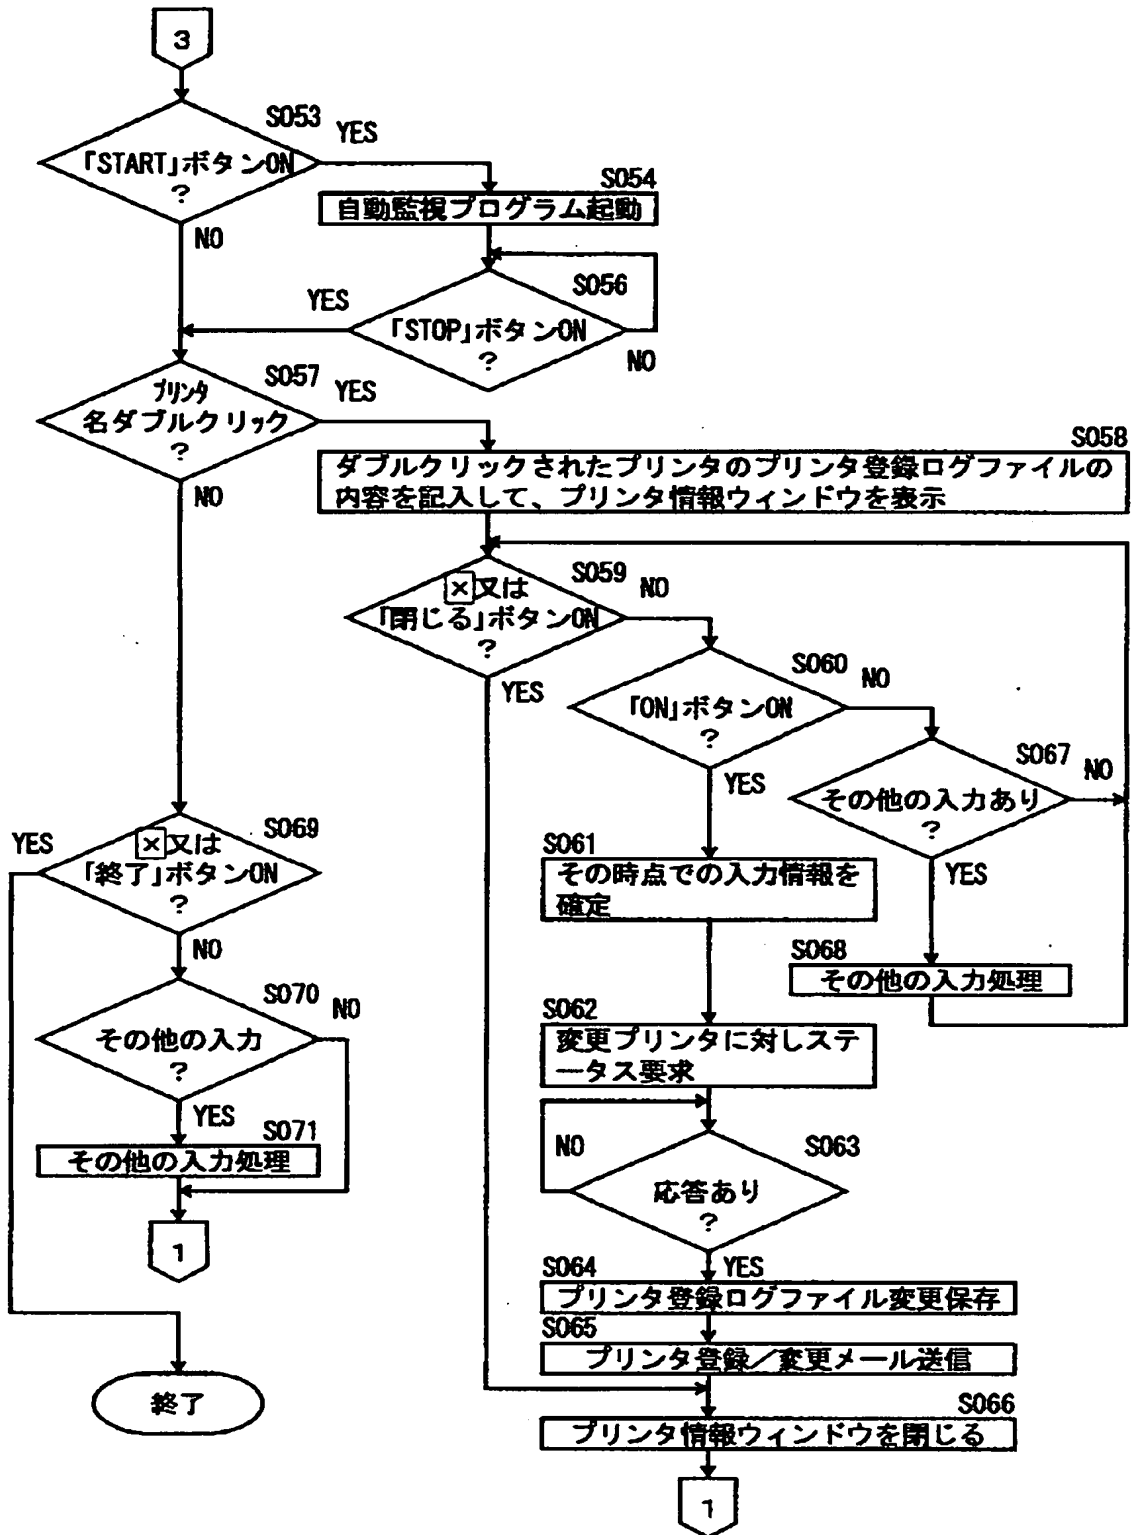 3
S053
YES
「START」ボタンON
?
NO
S054
自動監視プログラム起動
S056
YES
「STOP」ボタンON
?
NO
S057
YES
プリンタ
名ダブルクリック
?
NO
S058
ダブルクリックされたプリンタのプリンタ登録ログファイルの
内容を記入して、プリンタ情報ウィンドウを表示
S059
NO
×又は
「閉じる」ボタンON
?
YES
S060
NO
「ON」ボタンON
?
YES
S067
NO
その他の入力あり
?
YES
S061
その時点での入力情報を
確定
S068
その他の入力処理
S062
変更プリンタに対しステ
ータス要求
NO
S063
応答あり
?
YES
S064
プリンタ登録ログファイル変更保存
S065
プリンタ登録/変更メール送信
S066
プリンタ情報ウィンドウを閉じる
1
YES
S069
×又は
「終了」ボタンON
?
NO
S070
NO
その他の入力
?
YES
S071
その他の入力処理
1
終了